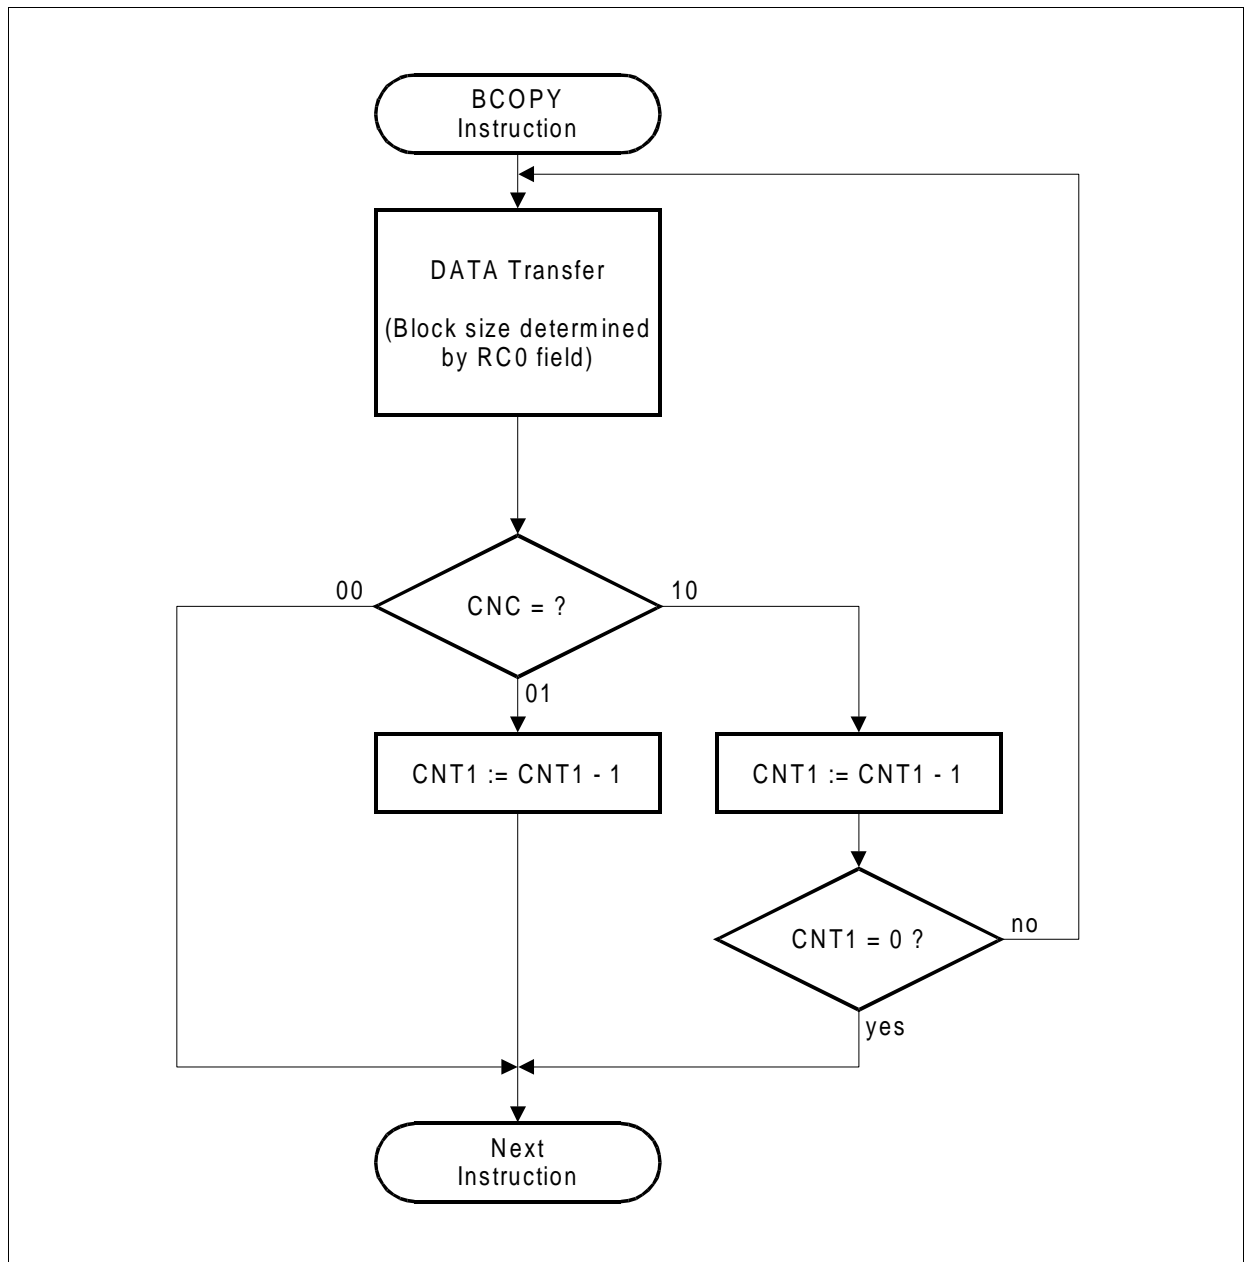 BCOPY
Instruction
DATA Transfer
(Block size determined
by RC0 field)
00
CNC = ?
10
01
CNT1 := CNT1 - 1
CNT1 := CNT1 - 1
CNT1 = 0 ?
no
yes
Next
Instruction